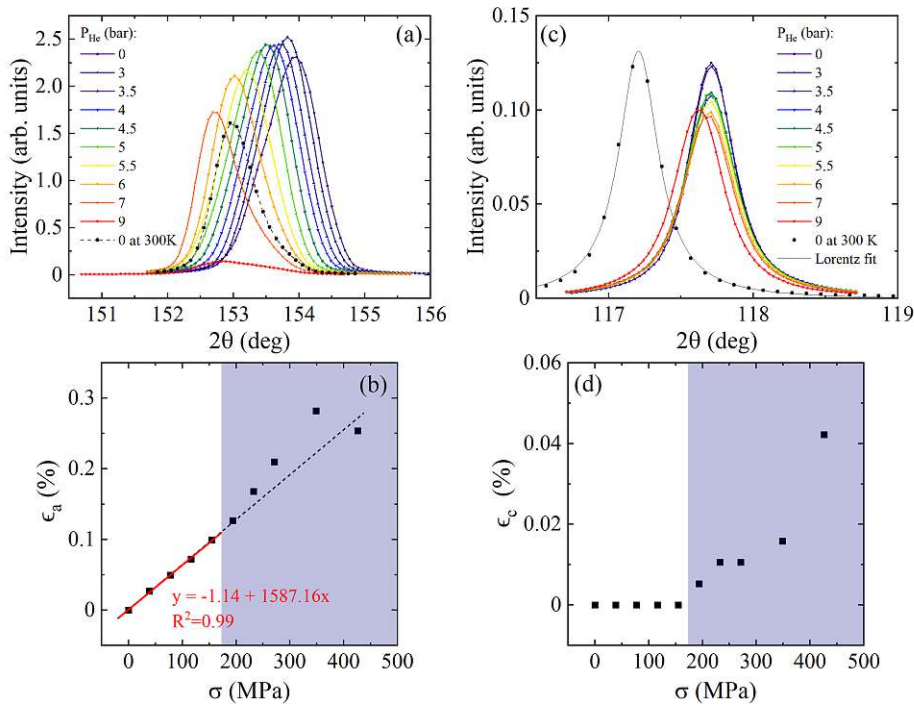 (a)
P_He (bar):
0
3
3.5
4
4.5
5
5.5
6
7
9
0 at 300K
Intensity (arb. units)
2.5
2.0
1.5
1.0
0.5
0.0
151 152 153 154 155 156
2θ (deg)
(c)
P_He (bar):
0
3
3.5
4
4.5
5
5.5
6
7
9
0 at 300 K
Lorentz fit
Intensity (arb. units)
0.15
0.10
0.05
0
117 118 119
2θ (deg)
(b)
ϵ_a (%)
0.3
0.2
0.1
0
y = -1.14 + 1587.16x
R²=0.99
0 100 200 300 400 500
σ (MPa)
(d)
ϵ_c (%)
0.06
0.04
0.02
0
0 100 200 300 400 500
σ (MPa)